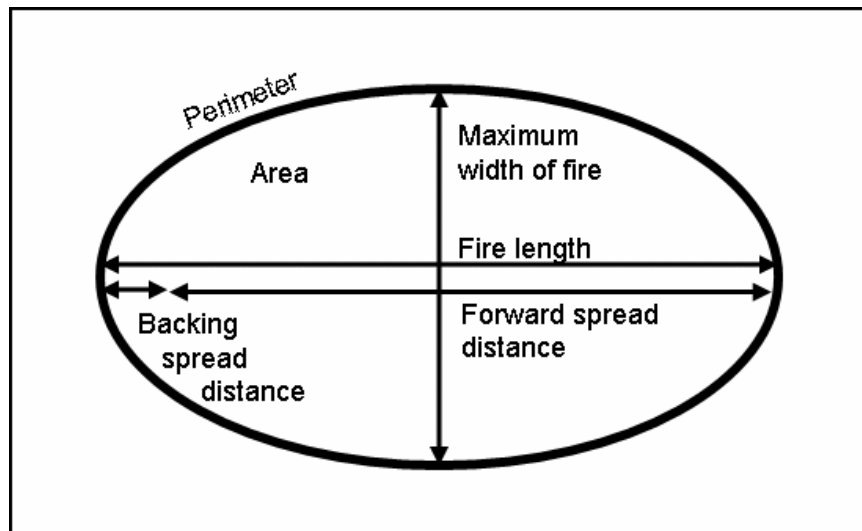 Perimeter
Area
Maximum
width of fire
Fire length
Backing
spread
distance
Forward spread
distance